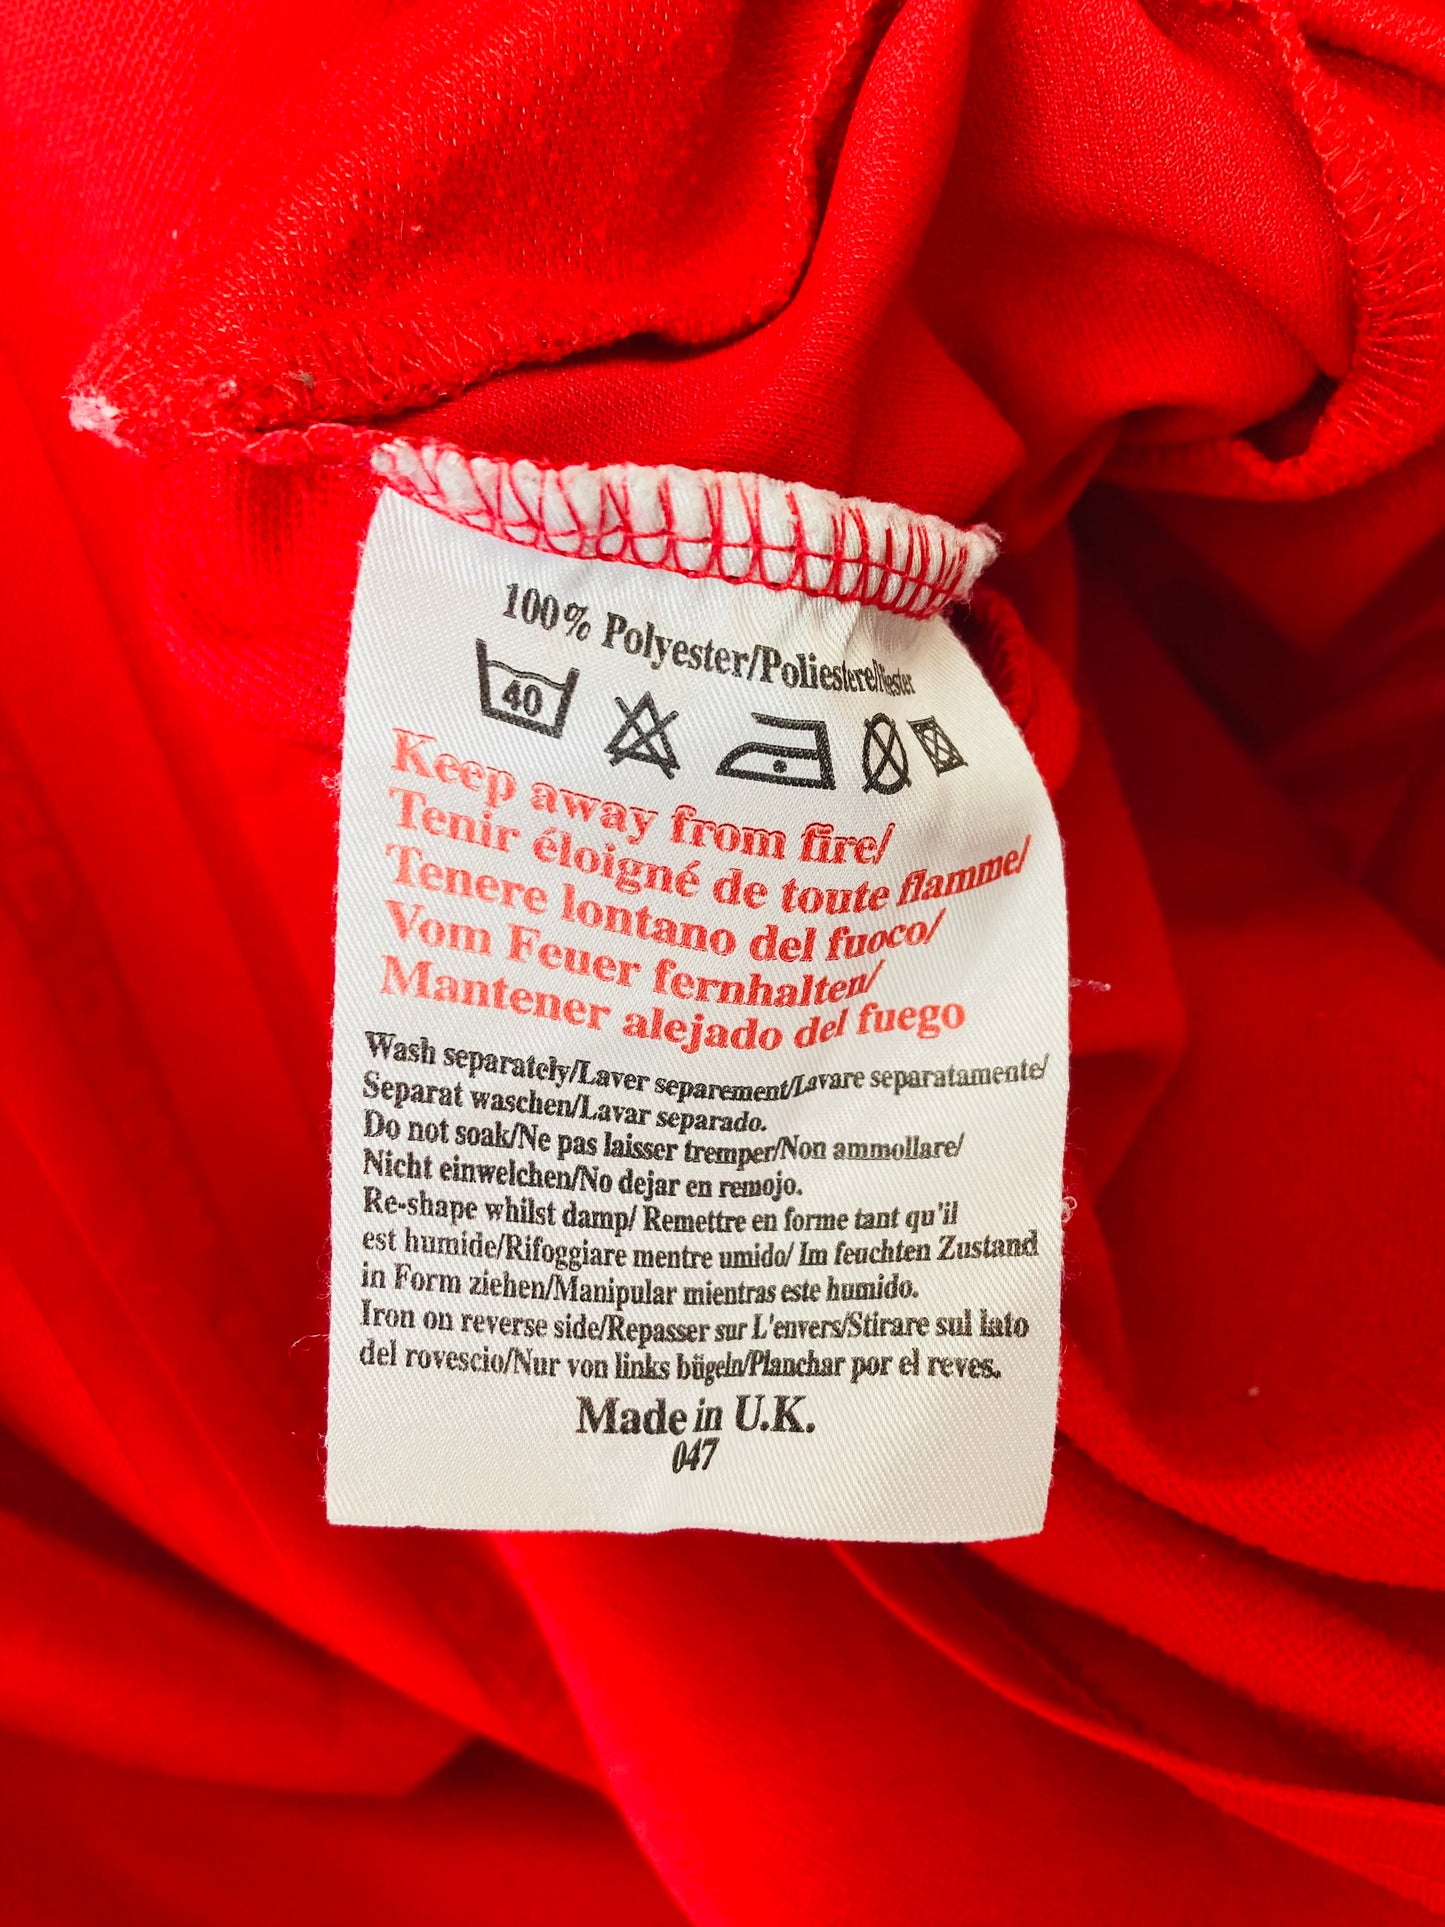 100% Polyester/Poliestere/
40
Keep away from fire/
Tenir éloigné de toute flamme/
Tenere lontano del fuoco/
Vom Feuer fernhalten/
Mantener alejado del fuego
Wash separately/Laver separement/Lavare separatamente/
Separat waschen/Lavar separado.
Do not soak/Ne pas laisser tremper/Non ammollare/
Nicht einwelchen/No dejar en remojo.
Re-shape whilst damp/ Remettre en forme tant qu'il
est humide/Rifoggiare mentre umido/ Im feuchten Zustand
in Form ziehen/Manipular mientras este humido.
Iron on reverse side/Repasser sur L'envers/Stirare sul lato
del rovescio/Nur von links bügeln/Planchar por el reves.
Made in U.K.
047